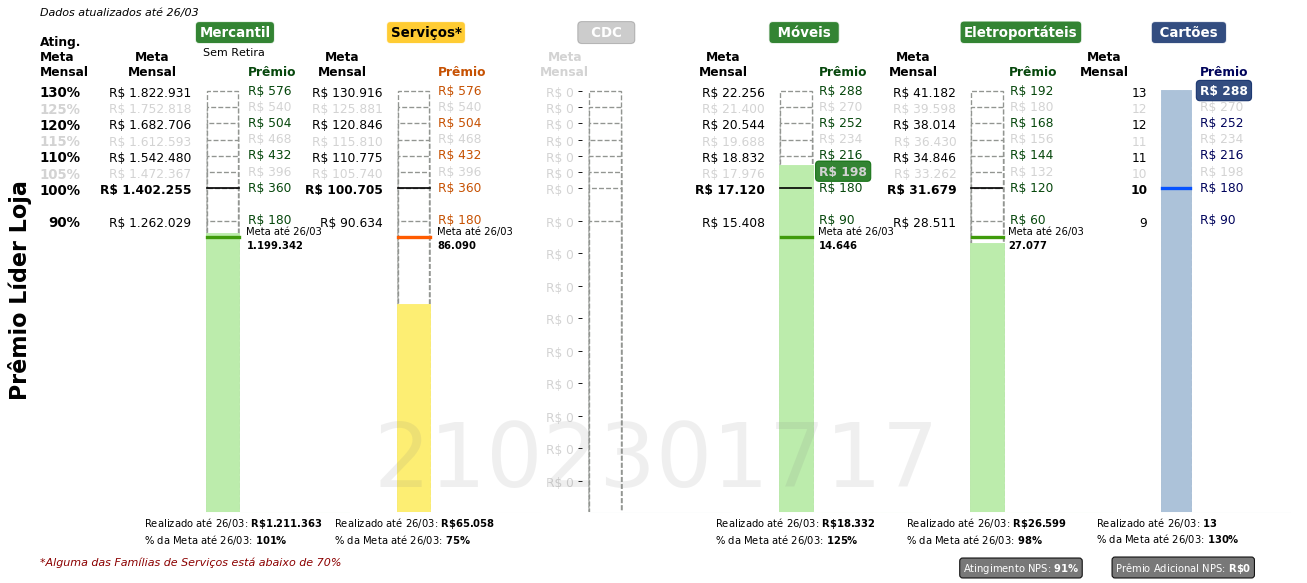 Dados atualizados até 26/03
Prêmio Líder Loja
Mercantil Serviços* CDC Móveis Eletroportáteis Cartões
Sem Retira
Ating. Meta Mensal
Meta Mensal Prêmio Meta Mensal Prêmio Meta Mensal Meta Mensal Prêmio Meta Mensal Prêmio Meta Mensal Prêmio
130% R$ 1.822.931 R$ 576 R$ 130.916 R$ 576 R$ 0 R$ 22.256 R$ 288 R$ 41.182 R$ 192 13 R$ 288
125% R$ 1.752.818 R$ 540 R$ 125.881 R$ 540 R$ 0 R$ 21.400 R$ 270 R$ 39.598 R$ 180 12 R$ 270
120% R$ 1.682.706 R$ 504 R$ 120.846 R$ 504 R$ 0 R$ 20.544 R$ 252 R$ 38.014 R$ 168 12 R$ 252
115% R$ 1.612.593 R$ 468 R$ 115.810 R$ 468 R$ 0 R$ 19.688 R$ 234 R$ 36.430 R$ 156 11 R$ 234
110% R$ 1.542.480 R$ 432 R$ 110.775 R$ 432 R$ 0 R$ 18.832 R$ 216 R$ 34.846 R$ 144 11 R$ 216
105% R$ 1.472.367 R$ 396 R$ 105.740 R$ 396 R$ 0 R$ 17.976 R$ 198 R$ 33.262 R$ 132 10 R$ 198
100% R$ 1.402.255 R$ 360 R$ 100.705 R$ 360 R$ 0 R$ 17.120 R$ 180 R$ 31.679 R$ 120 10 R$ 180
90% R$ 1.262.029 R$ 180 R$ 90.634 R$ 180 R$ 0 R$ 15.408 R$ 90 R$ 28.511 R$ 60 9 R$ 90
Meta até 26/03 Meta até 26/03 Meta até 26/03 Meta até 26/03
1.199.342 86.090 14.646 27.077
R$ 0
R$ 0
R$ 0
R$ 0
R$ 0
R$ 0
R$ 0
R$ 0
2102301717
Realizado até 26/03: R$1.211.363 Realizado até 26/03: R$65.058 Realizado até 26/03: R$18.332 Realizado até 26/03: R$26.599 Realizado até 26/03: 13
% da Meta até 26/03: 101% % da Meta até 26/03: 75% % da Meta até 26/03: 125% % da Meta até 26/03: 98% % da Meta até 26/03: 130%
*Alguma das Famílias de Serviços está abaixo de 70% Atingimento NPS: 91% Prêmio Adicional NPS: R$0